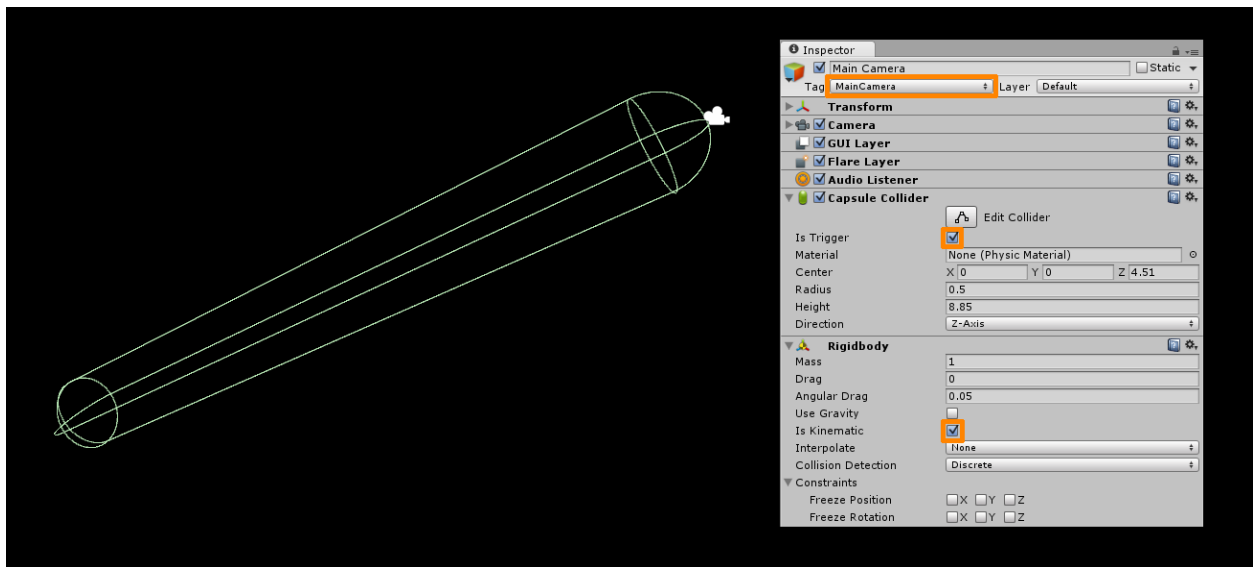 Inspector
Main Camera Static
Tag MainCamera Layer Default
Transform
Camera
GUI Layer
Flare Layer
Audio Listener
Capsule Collider
Edit Collider
Is Trigger
Material None (Physic Material)
Center X 0 Y 0 Z 4.51
Radius 0.5
Height 8.85
Direction Z-Axis
Rigidbody
Mass 1
Drag 0
Angular Drag 0.05
Use Gravity
Is Kinematic
Interpolate None
Collision Detection Discrete
Constraints
Freeze Position X Y Z
Freeze Rotation X Y Z